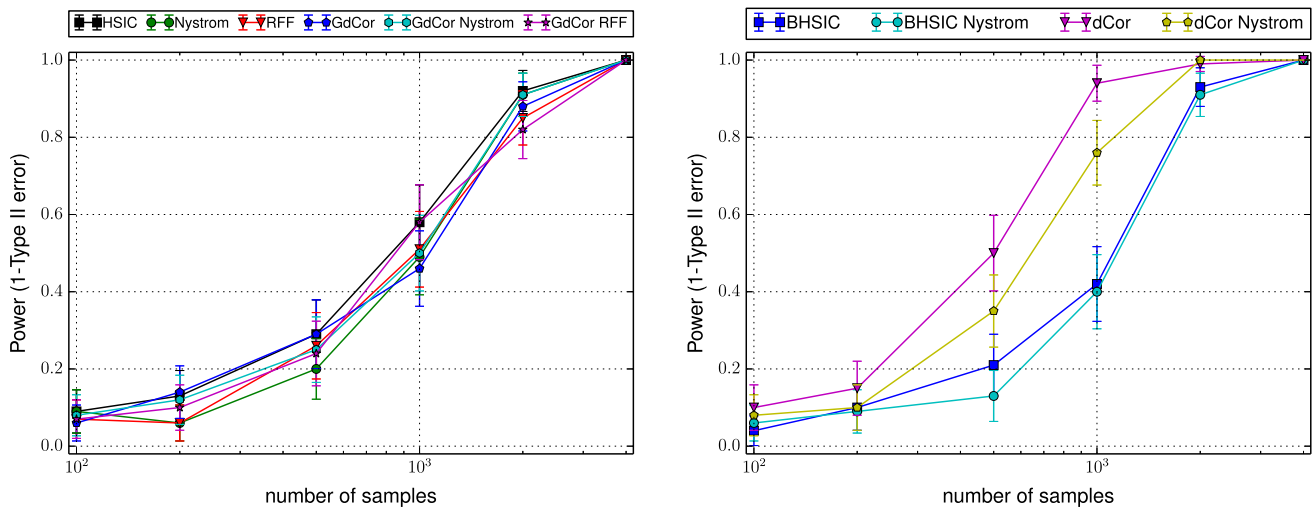 HSIC Nystrom RFF GdCor GdCor Nystrom GdCor RFF
1.0
0.8
0.6
0.4
0.2
0.0
Power (1-Type II error)
10² 10³
number of samples
BHSIC BHSIC Nystrom dCor dCor Nystrom
1.0
0.8
0.6
0.4
0.2
0.0
Power (1-Type II error)
10² 10³
number of samples